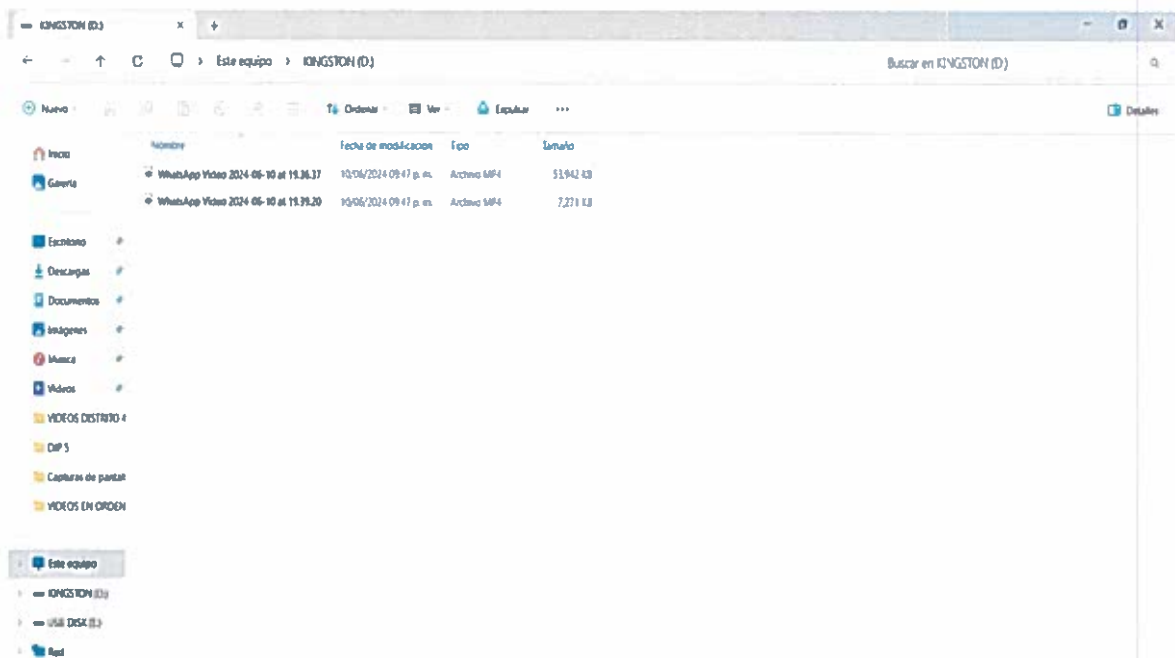 KINGSTON (D:)
Este equipo > KINGSTON (D:)
Buscar en KINGSTON (D:)
Nuevo
Ordenar
Ver
Expulsar
...
Detalles
Nombre Fecha de modificación Tipo Tamaño
WhatsApp Video 2024-06-10 at 19.36.37 10/06/2024 09:47 p. m. Archivo MP4 53,942 KB
WhatsApp Video 2024-06-10 at 19.39.20 10/06/2024 09:47 p. m. Archivo MP4 7,271 KB
Inicio
Galería
Escritorio
Descargas
Documentos
Imágenes
Música
Videos
VIDEOS DISTRITO 4
DIP 5
Capturas de pantall
VIDEOS EN ORDEN
Este equipo
KINGSTON (D:)
USB DISK (E:)
Red